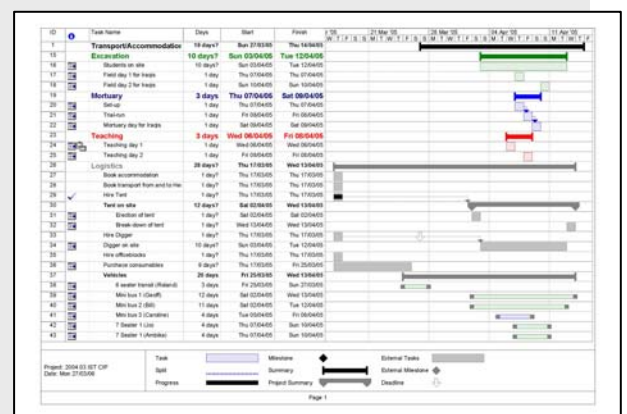 ID Task Name Days Start Finish '05 21 Mar '05 28 Mar '05 04 Apr '05 11 Apr '05
W T F S S M T W T F S S M T W T F S S M T W T F S S M T W T F
1 Transport/Accommodation 19 days? Sun 27/03/05 Thu 14/04/05
15 Excavation 10 days? Sun 03/04/05 Tue 12/04/05
16 Students on site 10 days? Sun 03/04/05 Tue 12/04/05
17 Field day 1 for Iraqis 1 day Thu 07/04/05 Thu 07/04/05
18 Field day 2 for Iraqis 1 day Sun 10/04/05 Sun 10/04/05
19 Mortuary 3 days Thu 07/04/05 Sat 09/04/05
20 Set-up 1 day Thu 07/04/05 Thu 07/04/05
21 Trial-run 1 day Fri 08/04/05 Fri 08/04/05
22 Mortuary day for Iraqis 1 day Sat 09/04/05 Sat 09/04/05
23 Teaching 3 days Wed 06/04/05 Fri 08/04/05
24 Teaching day 1 1 day Wed 06/04/05 Wed 06/04/05
25 Teaching day 2 1 day Fri 08/04/05 Fri 08/04/05
26 Logistics 28 days? Thu 17/03/05 Wed 13/04/05
27 Book accommodation 1 day? Thu 17/03/05 Thu 17/03/05
28 Book transport from and to 1 day? Thu 17/03/05 Thu 17/03/05
29 Hire Tent 1 day? Thu 17/03/05 Thu 17/03/05
30 Tent on site 12 days? Sat 02/04/05 Wed 13/04/05
31 Erection of tent 1 day? Sat 02/04/05 Sat 02/04/05
32 Break-down of tent 1 day? Wed 13/04/05 Wed 13/04/05
33 Hire Digger 1 day? Thu 17/03/05 Thu 17/03/05
34 Digger on site 10 days? Sun 03/04/05 Tue 12/04/05
35 Hire officeblocks 1 day? Thu 17/03/05 Thu 17/03/05
36 Purchase consumables 9 days? Thu 17/03/05 Fri 25/03/05
37 Vehicles 20 days Fri 25/03/05 Wed 13/04/05
38 6 seater transit (Roland) 3 days Fri 25/03/05 Sun 27/03/05
39 Mini bus 1 (Geoff) 12 days Sat 02/04/05 Wed 13/04/05
40 Mini bus 2 (Bill) 11 days Sat 02/04/05 Tue 12/04/05
41 Mini bus 3 (Caroline) 4 days Tue 05/04/05 Fri 08/04/05
42 7 Seater 1 (Jo) 4 days Thu 07/04/05 Sun 10/04/05
43 7 Seater 1 (Ambika) 4 days Thu 07/04/05 Sun 10/04/05
Project: 2004 03 IST CIP
Date: Mon 27/03/06
Task Milestone External Tasks
Split Summary External Milestone
Progress Project Summary Deadline
Page 1